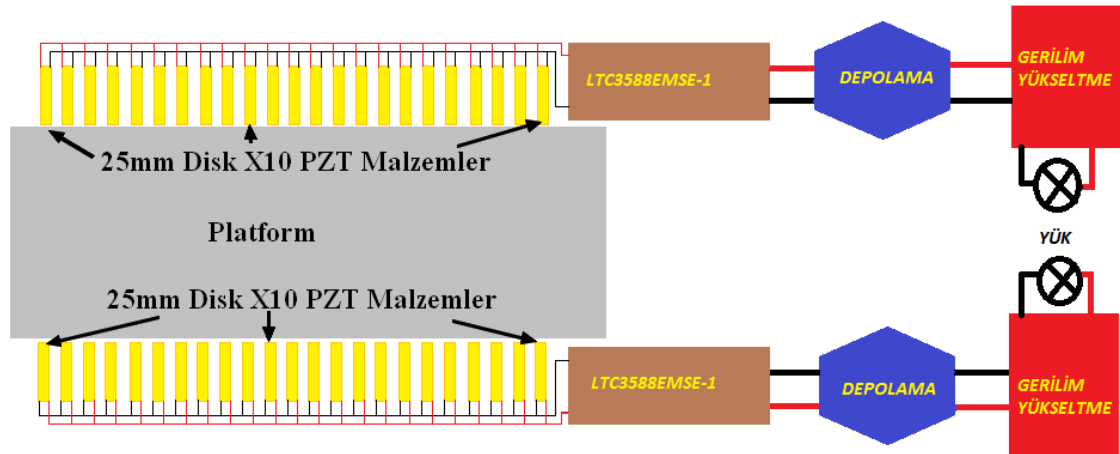 LTC3588EMSE-1
DEPOLAMA
GERİLİM
YÜKSELTME
25mm Disk X10 PZT Malzemler
Platform
YÜK
25mm Disk X10 PZT Malzemler
LTC3588EMSE-1
DEPOLAMA
GERİLİM
YÜKSELTME